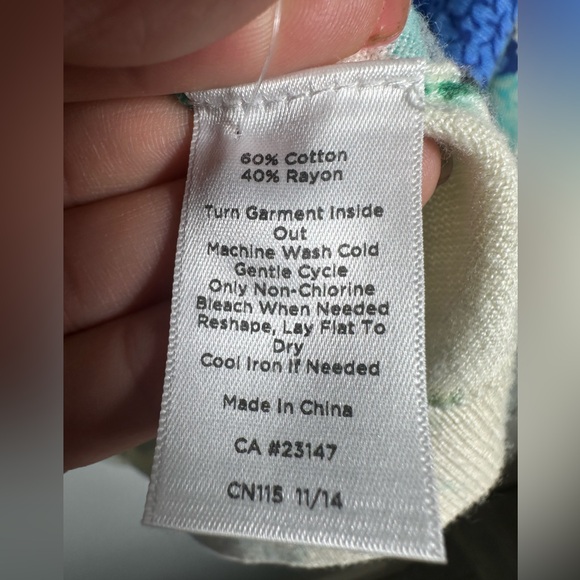 60% Cotton
40% Rayon
Turn Garment Inside
Out
Machine Wash Cold
Gentle Cycle
Only Non-Chlorine
Bleach When Needed
Reshape, Lay Flat To
Dry
Cool Iron If Needed
Made In China
CA #23147
CN115 11/14